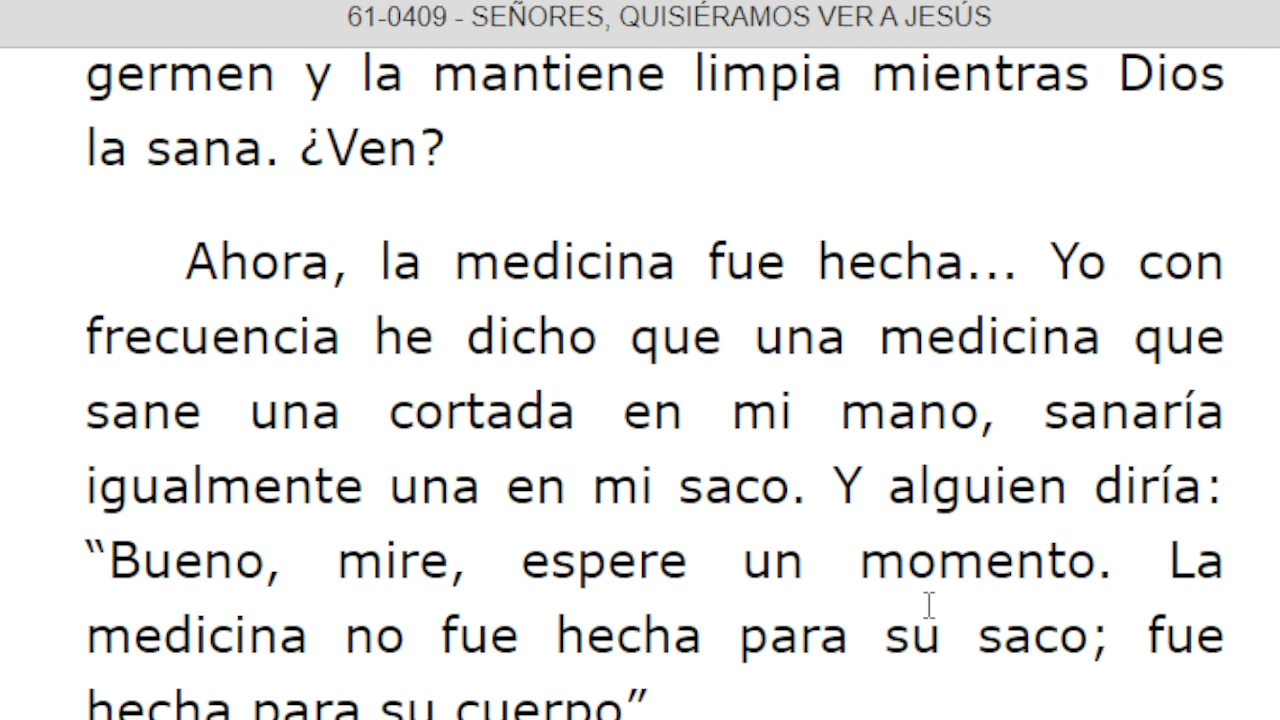 61-0409 - SEÑORES, QUISIÉRAMOS VER A JESÚS
germen y la mantiene limpia mientras Dios
la sana. ¿Ven?
Ahora, la medicina fue hecha... Yo con
frecuencia he dicho que una medicina que
sane una cortada en mi mano, sanaría
igualmente una en mi saco. Y alguien diría:
“Bueno, mire, espere un momento. La
medicina no fue hecha para su saco; fue
hecha para su cuerpo”